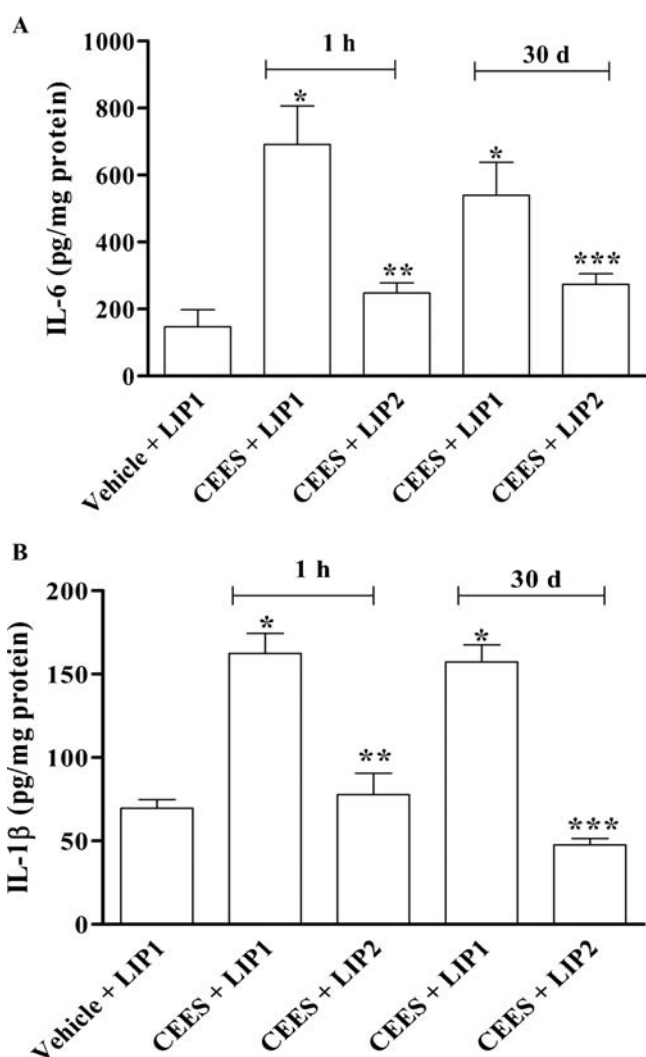 A
IL-6 (pg/mg protein)
1000
800
600
400
200
0
1 h
30 d
*
**
*
***
Vehicle + LIP1
CEES + LIP1
CEES + LIP2
CEES + LIP1
CEES + LIP2
B
IL-1β (pg/mg protein)
200
150
100
50
0
1 h
30 d
*
**
*
***
Vehicle + LIP1
CEES + LIP1
CEES + LIP2
CEES + LIP1
CEES + LIP2